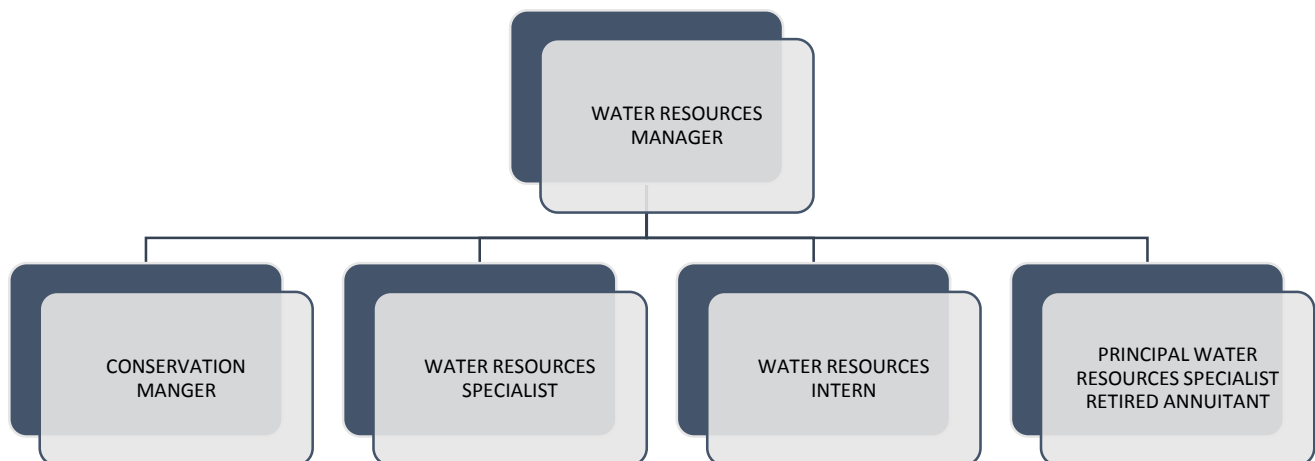 WATER RESOURCES
MANAGER
CONSERVATION
MANGER
WATER RESOURCES
SPECIALIST
WATER RESOURCES
INTERN
PRINCIPAL WATER
RESOURCES SPECIALIST
RETIRED ANNUITANT